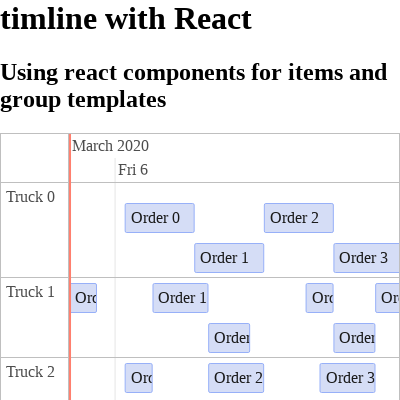 timline with React
Using react components for items and
group templates
March 2020
Fri 6
Truck 0
Order 0
Order 2
Order 1
Order 3
Truck 1
Ord
Order 1
Ord
Or
Order
Order
Truck 2
Ord
Order 2
Order 3